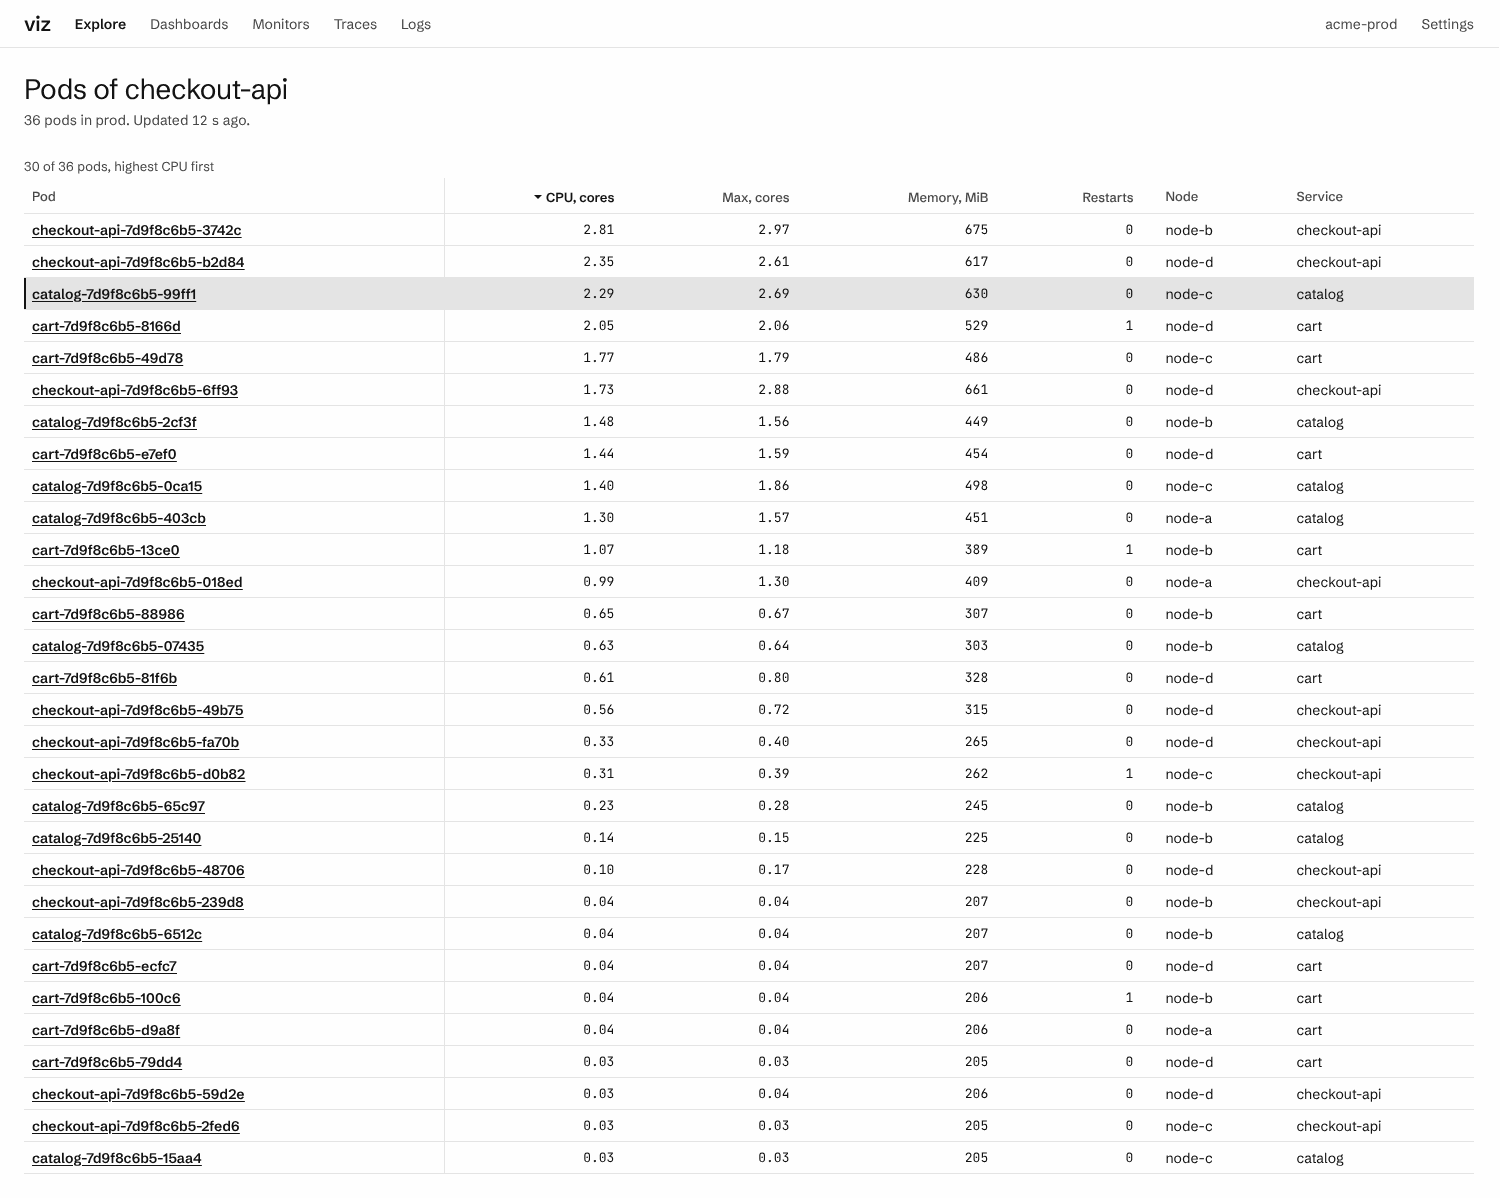 viz Explore Dashboards Monitors Traces Logs acme-prod Settings
Pods of checkout-api
36 pods in prod. Updated 12 s ago.
30 of 36 pods, highest CPU first
Pod CPU, cores Max, cores Memory, MiB Restarts Node Service
checkout-api-7d9f8c6b5-3742c 2.81 2.97 675 0 node-b checkout-api
checkout-api-7d9f8c6b5-b2d84 2.35 2.61 617 0 node-d checkout-api
catalog-7d9f8c6b5-99ff1 2.29 2.69 630 0 node-c catalog
cart-7d9f8c6b5-8166d 2.05 2.06 529 1 node-d cart
cart-7d9f8c6b5-49d78 1.77 1.79 486 0 node-c cart
checkout-api-7d9f8c6b5-6ff93 1.73 2.88 661 0 node-d checkout-api
catalog-7d9f8c6b5-2cf3f 1.48 1.56 449 0 node-b catalog
cart-7d9f8c6b5-e7ef0 1.44 1.59 454 0 node-d cart
catalog-7d9f8c6b5-0ca15 1.40 1.86 498 0 node-c catalog
catalog-7d9f8c6b5-403cb 1.30 1.57 451 0 node-a catalog
cart-7d9f8c6b5-13ce0 1.07 1.18 389 1 node-b cart
checkout-api-7d9f8c6b5-018ed 0.99 1.30 409 0 node-a checkout-api
cart-7d9f8c6b5-88986 0.65 0.67 307 0 node-b cart
catalog-7d9f8c6b5-07435 0.63 0.64 303 0 node-b catalog
cart-7d9f8c6b5-81f6b 0.61 0.80 328 0 node-d cart
checkout-api-7d9f8c6b5-49b75 0.56 0.72 315 0 node-d checkout-api
checkout-api-7d9f8c6b5-fa70b 0.33 0.40 265 0 node-d checkout-api
checkout-api-7d9f8c6b5-d0b82 0.31 0.39 262 1 node-c checkout-api
catalog-7d9f8c6b5-65c97 0.23 0.28 245 0 node-b catalog
catalog-7d9f8c6b5-25140 0.14 0.15 225 0 node-b catalog
checkout-api-7d9f8c6b5-48706 0.10 0.17 228 0 node-d checkout-api
checkout-api-7d9f8c6b5-239d8 0.04 0.04 207 0 node-b checkout-api
catalog-7d9f8c6b5-6512c 0.04 0.04 207 0 node-b catalog
cart-7d9f8c6b5-ecfc7 0.04 0.04 207 0 node-d cart
cart-7d9f8c6b5-100c6 0.04 0.04 206 1 node-b cart
cart-7d9f8c6b5-d9a8f 0.04 0.04 206 0 node-a cart
cart-7d9f8c6b5-79dd4 0.03 0.03 205 0 node-d cart
checkout-api-7d9f8c6b5-59d2e 0.03 0.04 206 0 node-d checkout-api
checkout-api-7d9f8c6b5-2fed6 0.03 0.03 205 0 node-c checkout-api
catalog-7d9f8c6b5-15aa4 0.03 0.03 205 0 node-c catalog